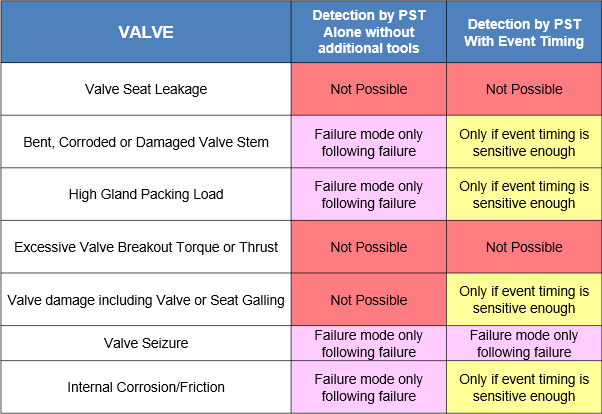 VALVE
Detection by PST
Alone without
additional tools
Detection by PST
With Event Timing
Valve Seat Leakage
Not Possible
Not Possible
Bent, Corroded or Damaged Valve Stem
Failure mode only
following failure
Only if event timing is
sensitive enough
High Gland Packing Load
Failure mode only
following failure
Only if event timing is
sensitive enough
Excessive Valve Breakout Torque or Thrust
Not Possible
Not Possible
Valve damage including Valve or Seat Galling
Not Possible
Only if event timing is
sensitive enough
Valve Seizure
Failure mode only
following failure
Failure mode only
following failure
Internal Corrosion/Friction
Failure mode only
following failure
Only if event timing is
sensitive enough